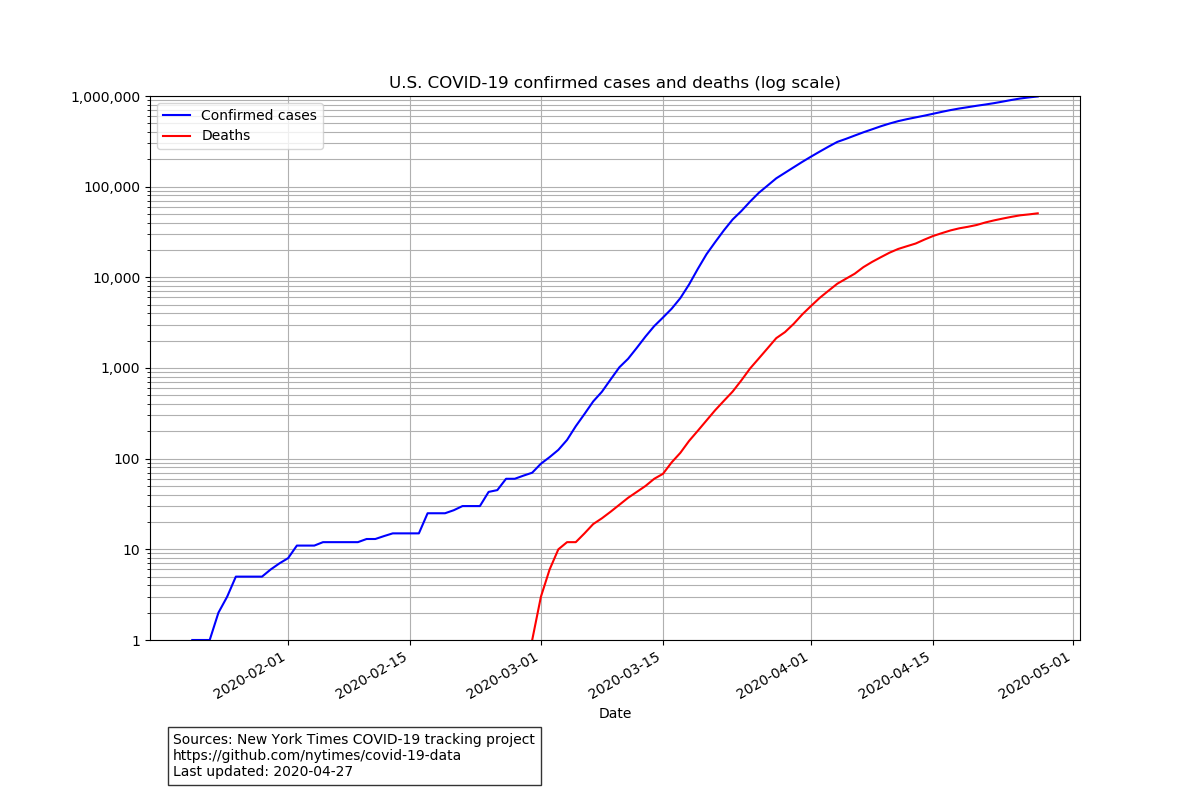 U.S. COVID-19 confirmed cases and deaths (log scale)
1,000,000
100,000
10,000
1,000
100
10
1
Confirmed cases
Deaths
2020-02-01
2020-02-15
2020-03-01
2020-03-15
2020-04-01
2020-04-15
2020-05-01
Date
Sources: New York Times COVID-19 tracking project
https://github.com/nytimes/covid-19-data
Last updated: 2020-04-27